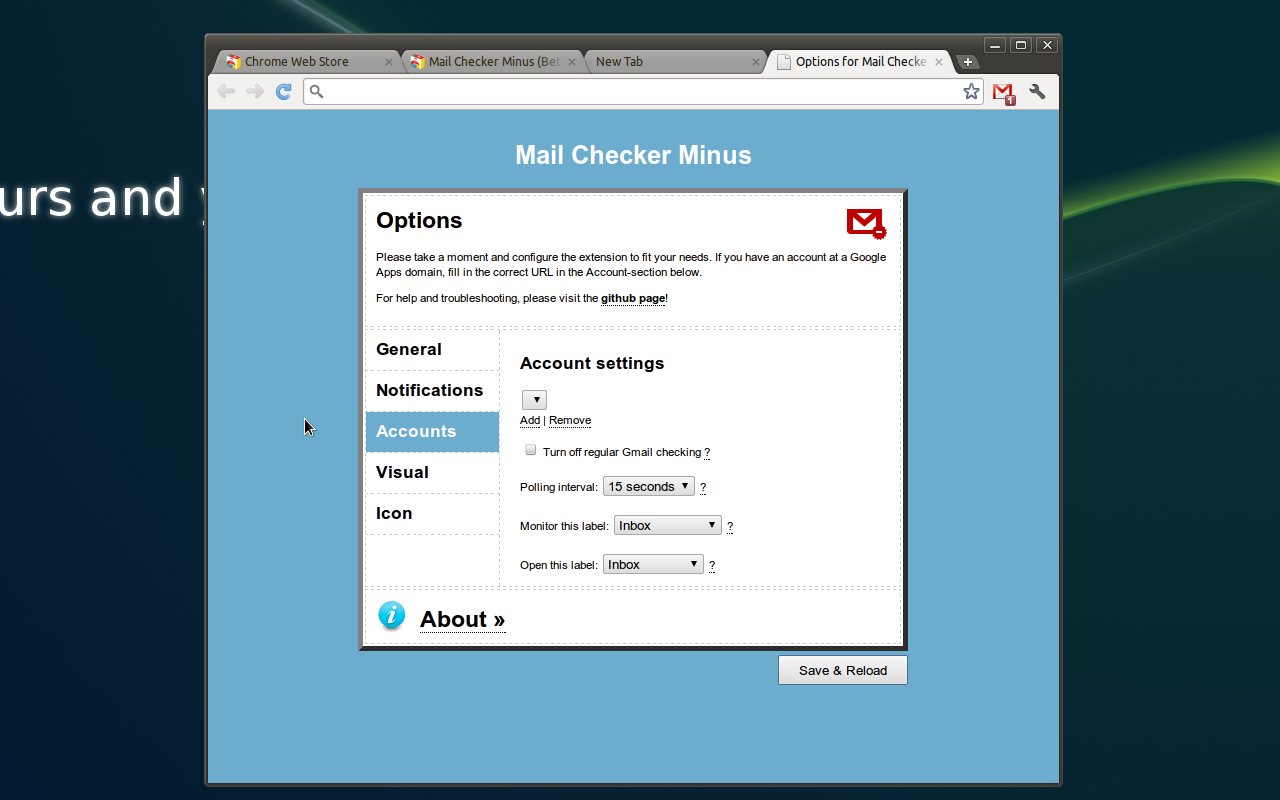 Chrome Web Store
Mail Checker Minus (Bet
New Tab
Options for Mail Checke
1
urs and y
Mail Checker Minus
Options
Please take a moment and configure the extension to fit your needs. If you have an account at a Google
Apps domain, fill in the correct URL in the Account-section below.
For help and troubleshooting, please visit the github page!
General
Notifications
Accounts
Visual
Icon
Account settings
Add | Remove
Turn off regular Gmail checking ?
Polling interval: 15 seconds ?
Monitor this label: Inbox ?
Open this label: Inbox ?
i
About »
Save & Reload